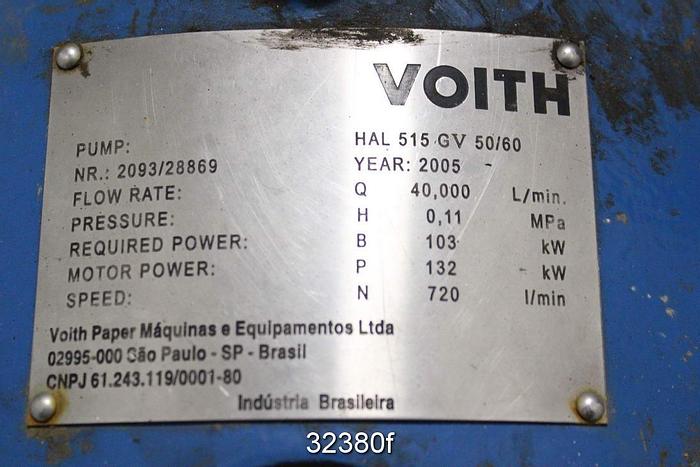 VOITH
PUMP: HAL 515 GV 50/60
NR.: 2093/28869 YEAR: 2005 -
FLOW RATE: Q 40,000 L/min.
PRESSURE: H 0,11 MPa
REQUIRED POWER: B 103 kW
MOTOR POWER: P 132 kW
SPEED: N 720 l/min
Voith Paper Máquinas e Equipamentos Ltda
02995-000 São Paulo - SP - Brasil
CNPJ 61.243.119/0001-80
Indústria Brasileira
32380f